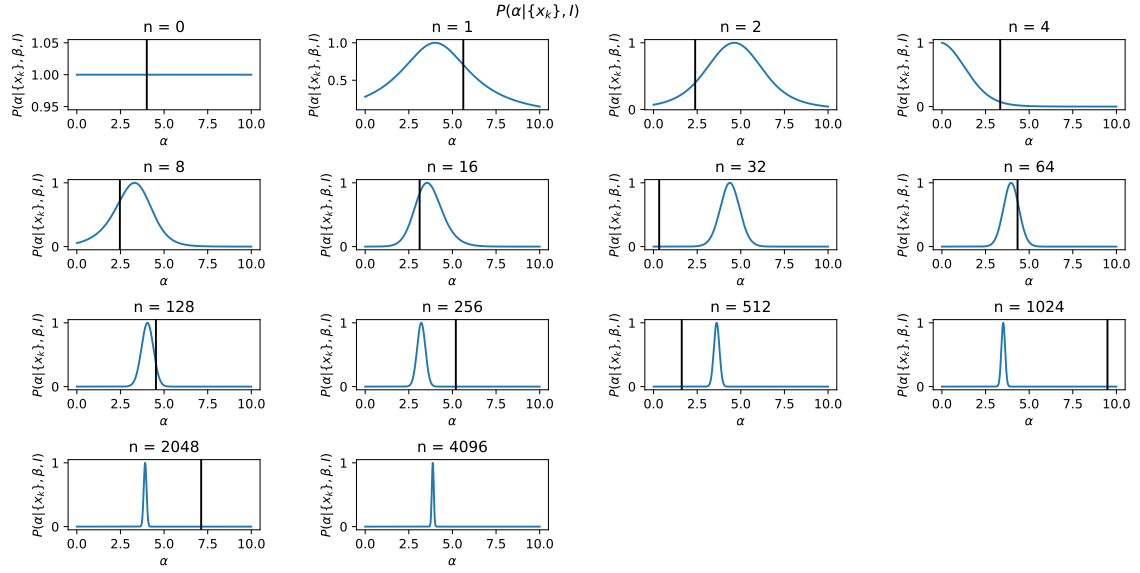 P(α|{x_k}, I)
n = 0
n = 1
n = 2
n = 4
P(α|{x_k}, β, I)
1.05
1.00
0.95
0.0 2.5 5.0 7.5 10.0
α
P(α|{x_k}, β, I)
1.0
0.5
0.0 2.5 5.0 7.5 10.0
α
P(α|{x_k}, β, I)
1
0
0.0 2.5 5.0 7.5 10.0
α
P(α|{x_k}, β, I)
1
0
0.0 2.5 5.0 7.5 10.0
α
n = 8
n = 16
n = 32
n = 64
P(α|{x_k}, β, I)
1
0
0.0 2.5 5.0 7.5 10.0
α
P(α|{x_k}, β, I)
1
0
0.0 2.5 5.0 7.5 10.0
α
P(α|{x_k}, β, I)
1
0
0.0 2.5 5.0 7.5 10.0
α
P(α|{x_k}, β, I)
1
0
0.0 2.5 5.0 7.5 10.0
α
n = 128
n = 256
n = 512
n = 1024
P(α|{x_k}, β, I)
1
0
0.0 2.5 5.0 7.5 10.0
α
P(α|{x_k}, β, I)
1
0
0.0 2.5 5.0 7.5 10.0
α
P(α|{x_k}, β, I)
1
0
0.0 2.5 5.0 7.5 10.0
α
P(α|{x_k}, β, I)
1
0
0.0 2.5 5.0 7.5 10.0
α
n = 2048
n = 4096
P(α|{x_k}, β, I)
1
0
0.0 2.5 5.0 7.5 10.0
α
P(α|{x_k}, β, I)
1
0
0.0 2.5 5.0 7.5 10.0
α